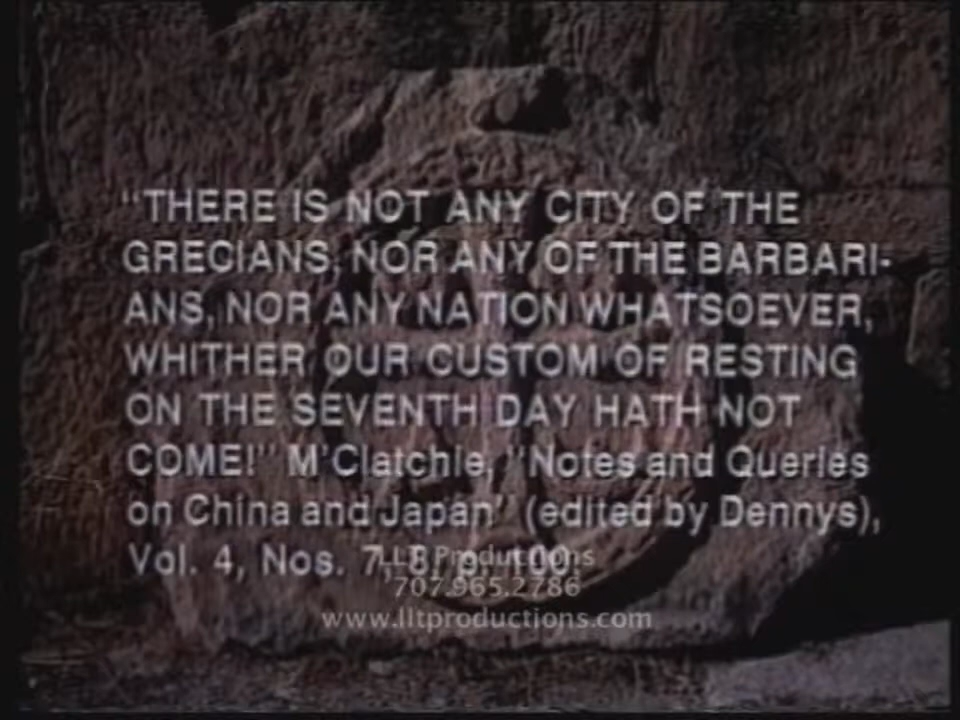 “THERE IS NOT ANY CITY OF THE
GRECIANS, NOR ANY OF THE BARBARI-
ANS, NOR ANY NATION WHATSOEVER,
WHITHER OUR CUSTOM OF RESTING
ON THE SEVENTH DAY HATH NOT
COME!” M'Clatchie, “Notes and Queries
on China and Japan” (edited by Dennys),
Vol. 4, Nos. 7, 8, p.
LLT Productions
707.965.2786
www.lltproductions.com